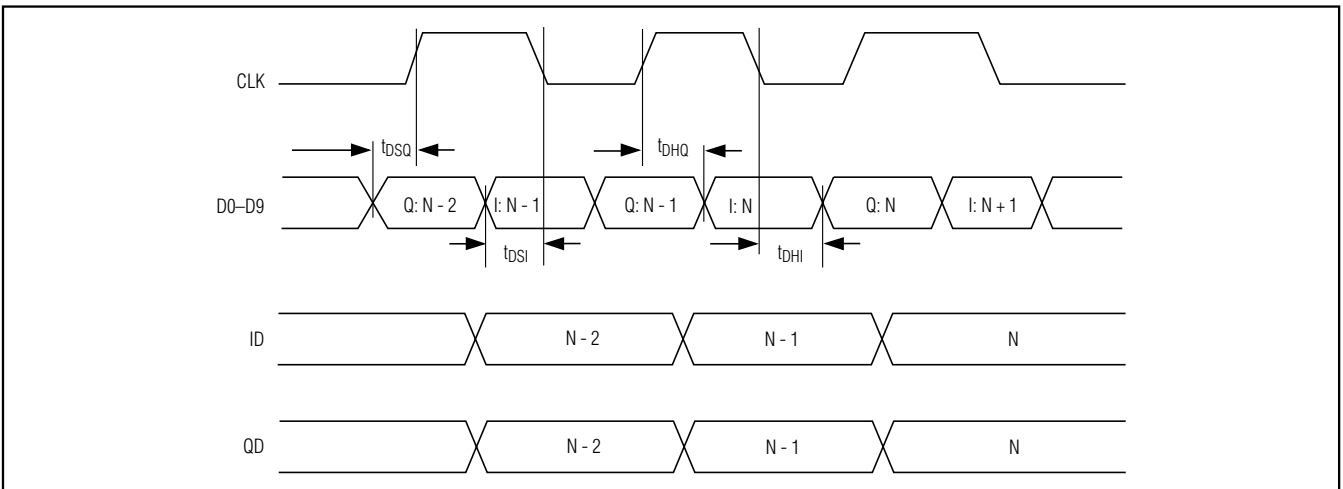 CLK
tDSQ
tDHQ
D0–D9
Q: N - 2
I: N - 1
Q: N - 1
I: N
Q: N
I: N + 1
tDSI
tDHI
ID
N - 2
N - 1
N
QD
N - 2
N - 1
N